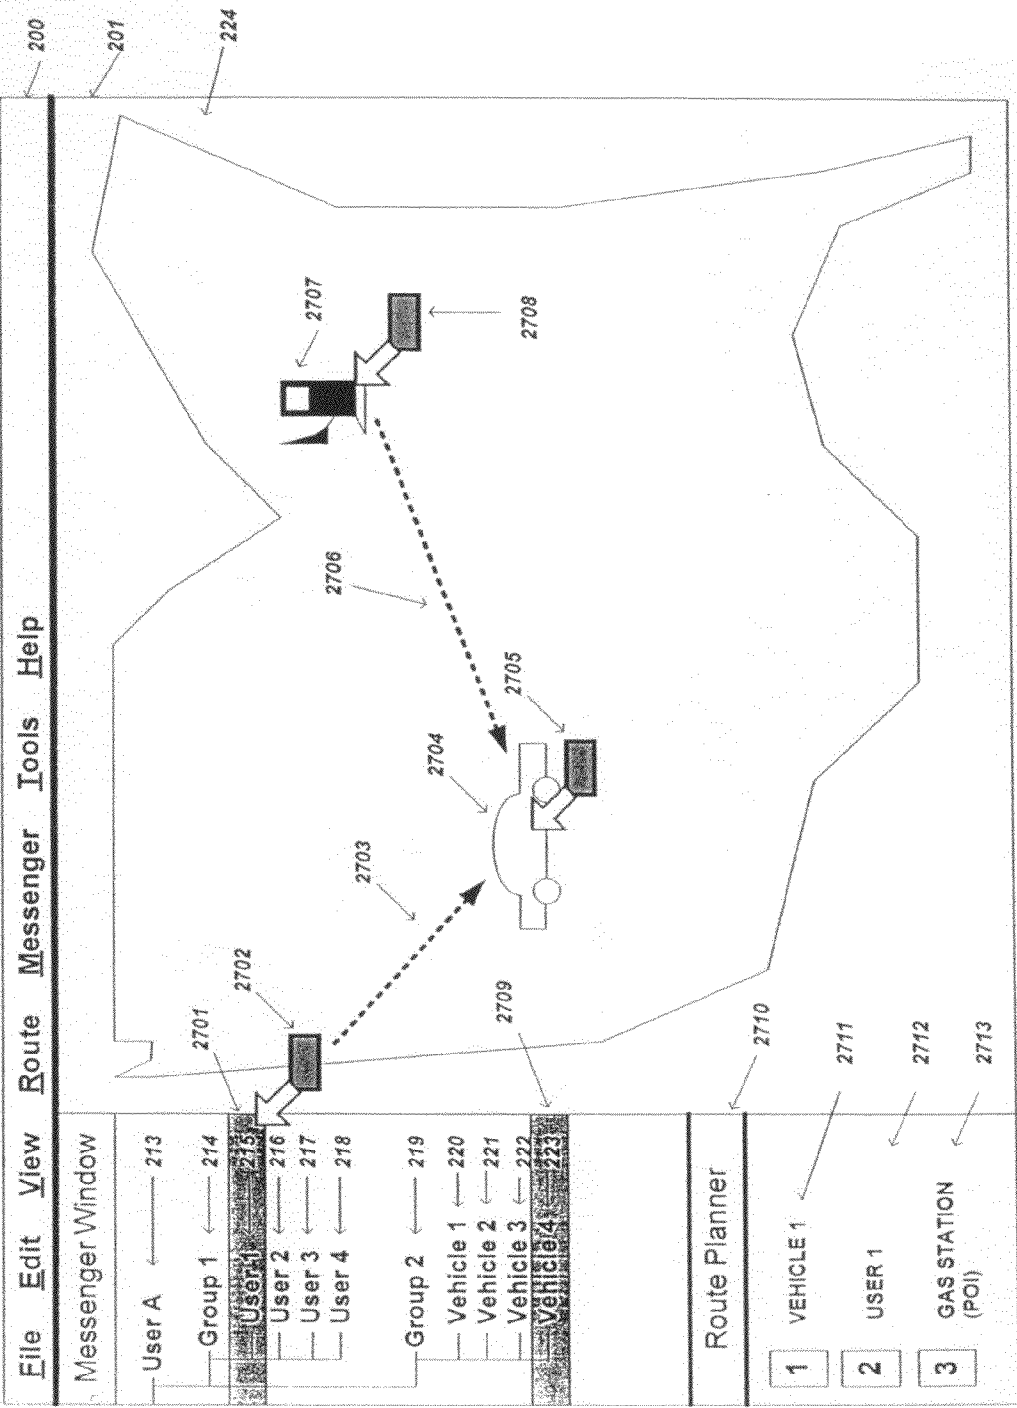 File Edit View Route Messenger Tools Help
200
201
224
Messenger Window
User A 213
Group 1 214
User 1 215
User 2 216
User 3 217
User 4 218
Group 2 219
Vehicle 1 220
Vehicle 2 221
Vehicle 3 222
Vehicle 4 223
2701
2702
2703
2704
2705
2706
2707
2708
2709
Route Planner
2710
1 VEHICLE 1 2711
2 USER 1 2712
3 GAS STATION
(POI)
2713